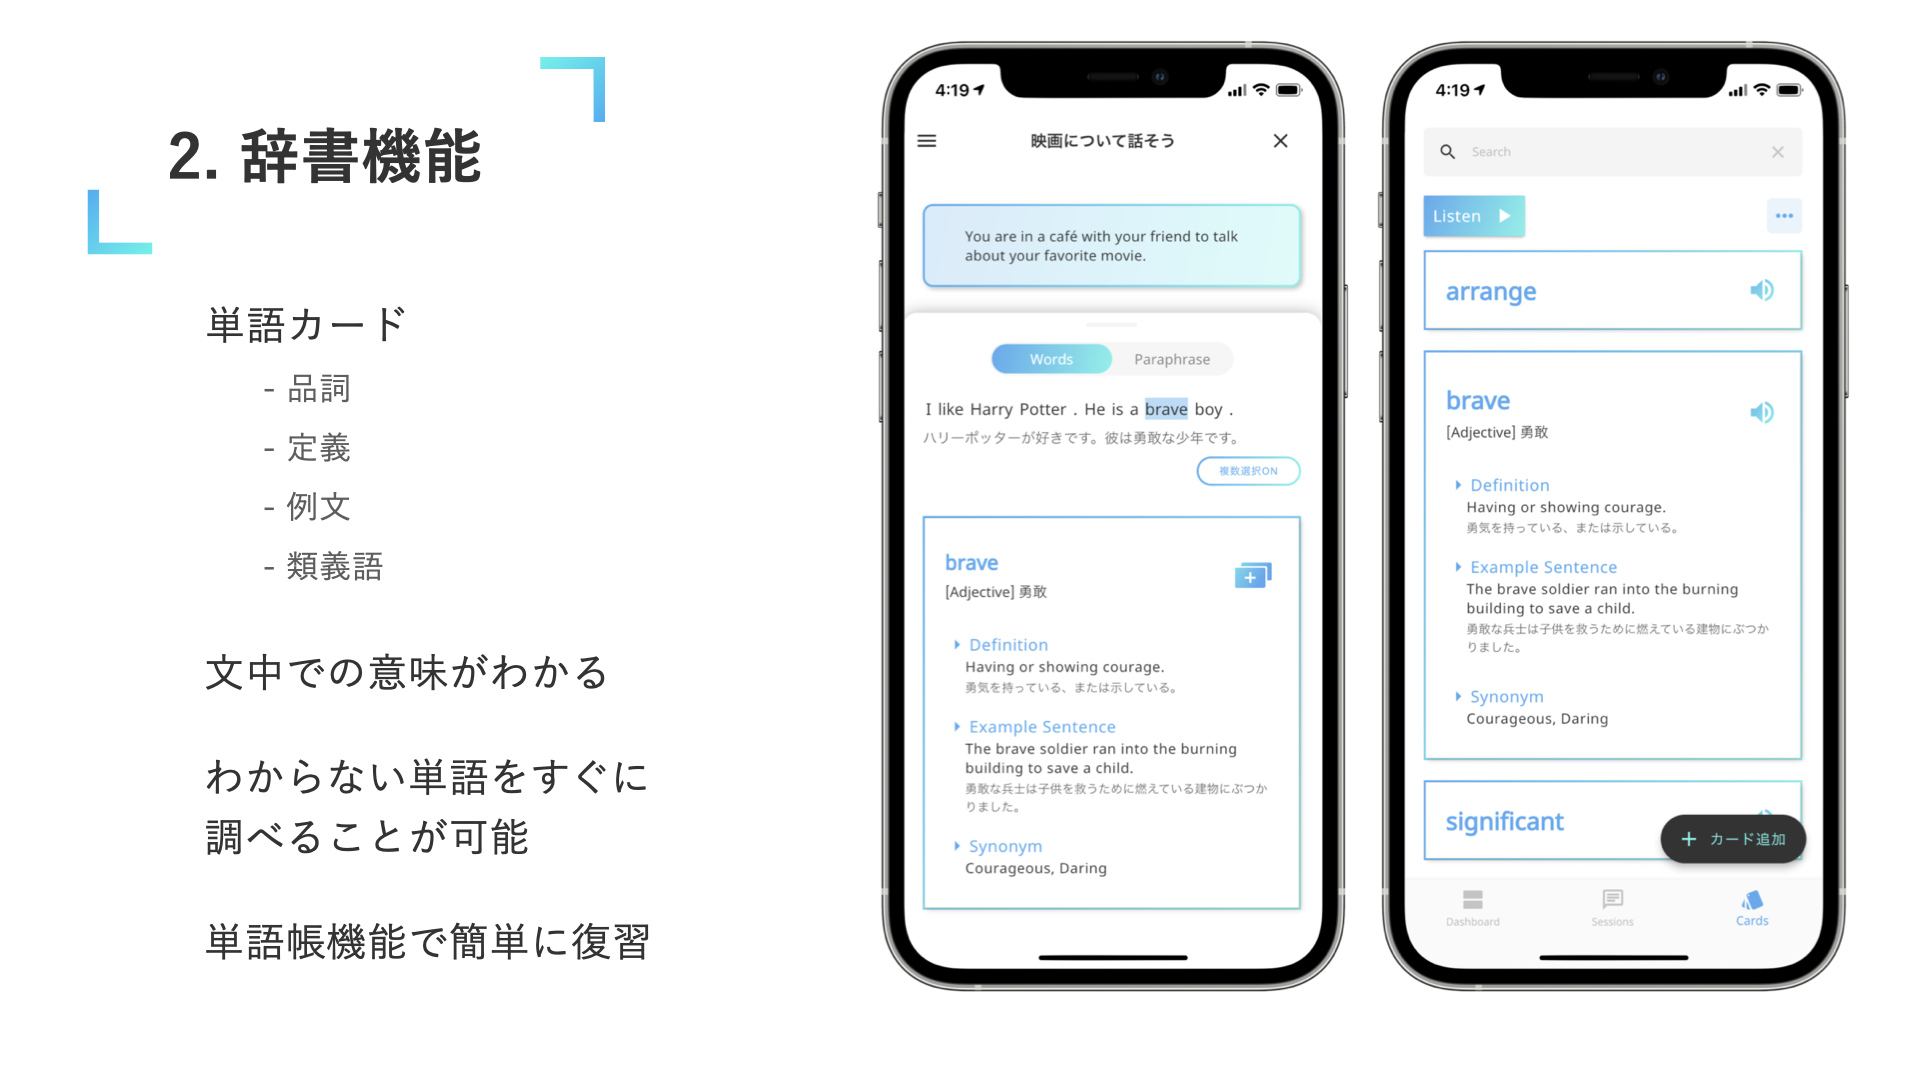 2. 辞書機能
単語カード
- 品詞
- 定義
- 例文
- 類義語
文中での意味がわかる
わからない単語をすぐに
調べることが可能
単語帳機能で簡単に復習
4:19
映画について話そう
You are in a café with your friend to talk
about your favorite movie.
Words
Paraphrase
I like Harry Potter . He is a brave boy .
ハリーポッターが好きです。彼は勇敢な少年です。
複数選択ON
brave
[Adjective] 勇敢
Definition
Having or showing courage.
勇気を持っている、または示している。
Example Sentence
The brave soldier ran into the burning
building to save a child.
勇敢な兵士は子供を救うために燃えている建物にぶつか
りました。
Synonym
Courageous, Daring
4:19
Search
Listen
arrange
brave
[Adjective] 勇敢
Definition
Having or showing courage.
勇気を持っている、または示している。
Example Sentence
The brave soldier ran into the burning
building to save a child.
勇敢な兵士は子供を救うために燃えている建物にぶつか
りました。
Synonym
Courageous, Daring
significant
+ カード追加
Dashboard
Sessions
Cards